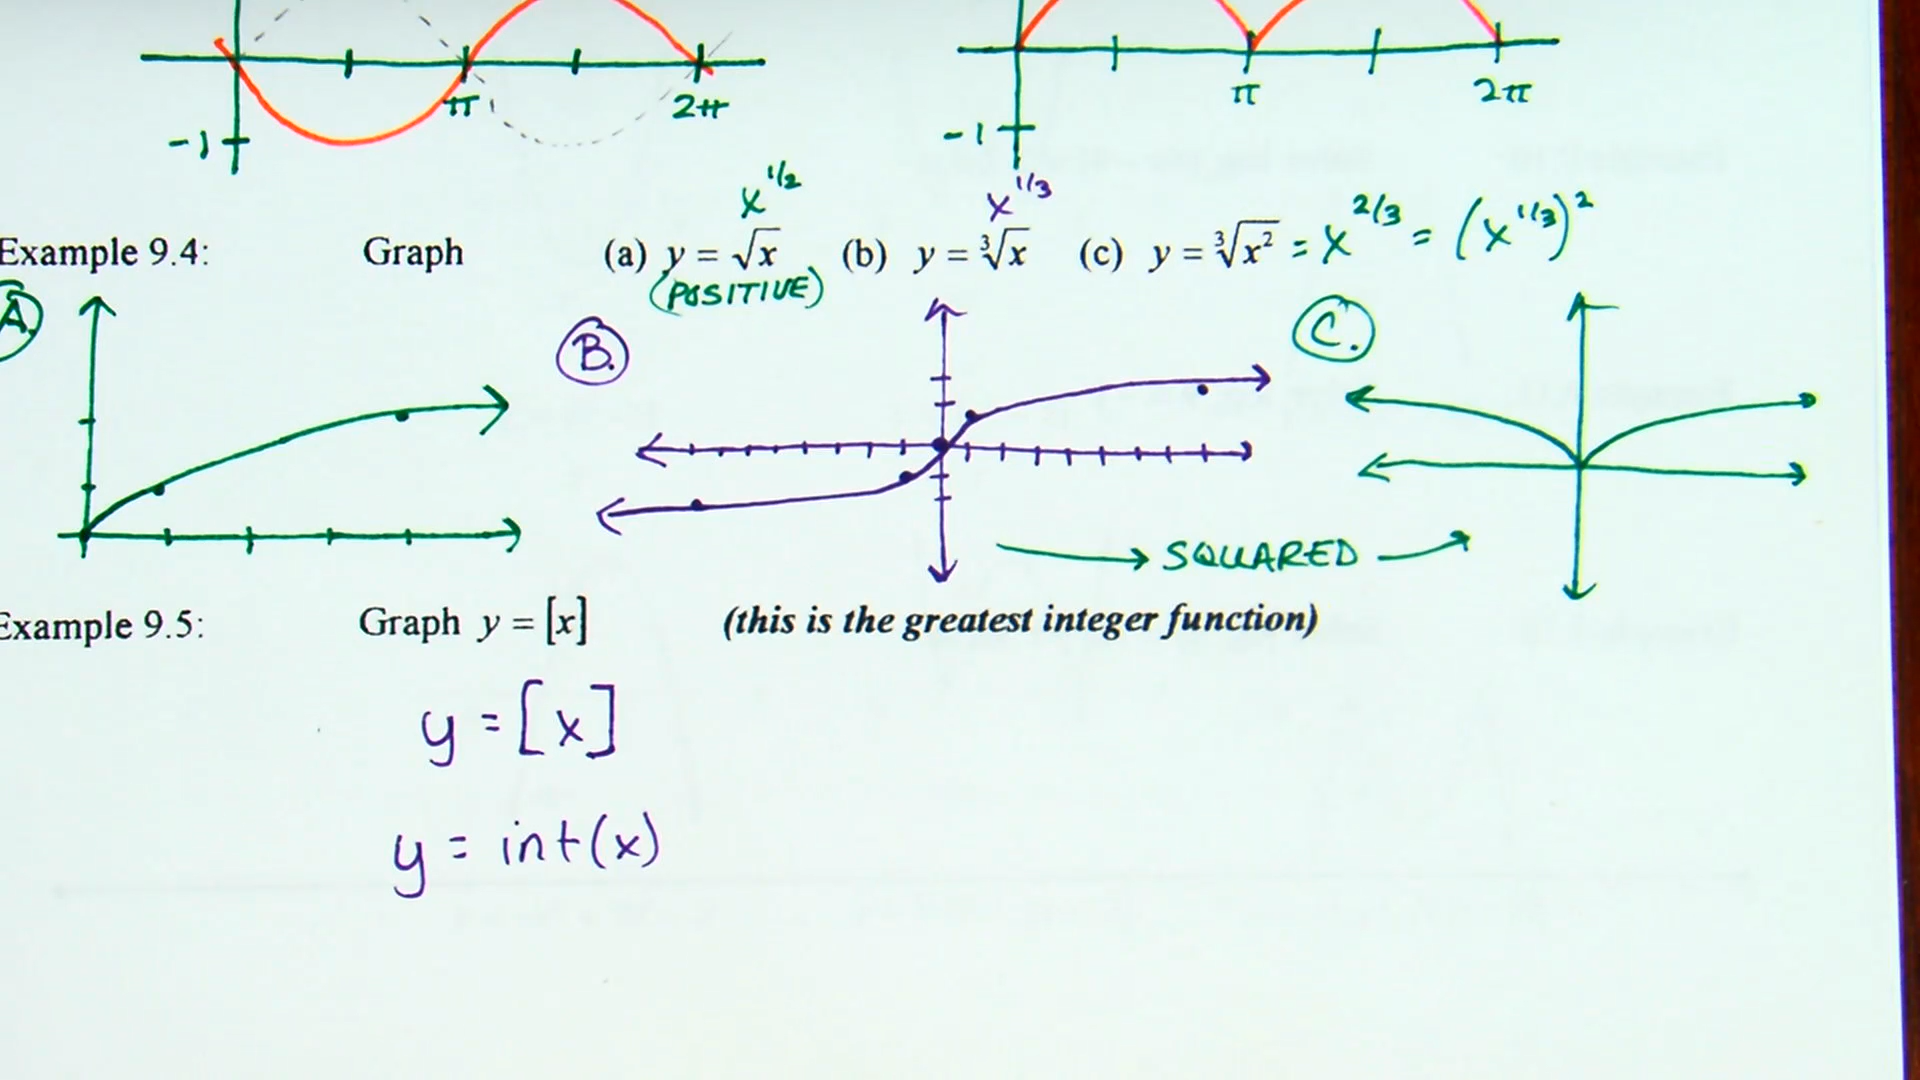 π 2π
-1
π 2π
-1
x^{1/2} x^{1/3}
Example 9.4: Graph (a) y = √x (b) y = ∛x (c) y = ∛x² = x^{2/3} = (x^{1/3})²
(POSITIVE)
A. B. C.
→ SQUARED →
Example 9.5: Graph y = [x] (this is the greatest integer function)
y = [x]
y = int(x)